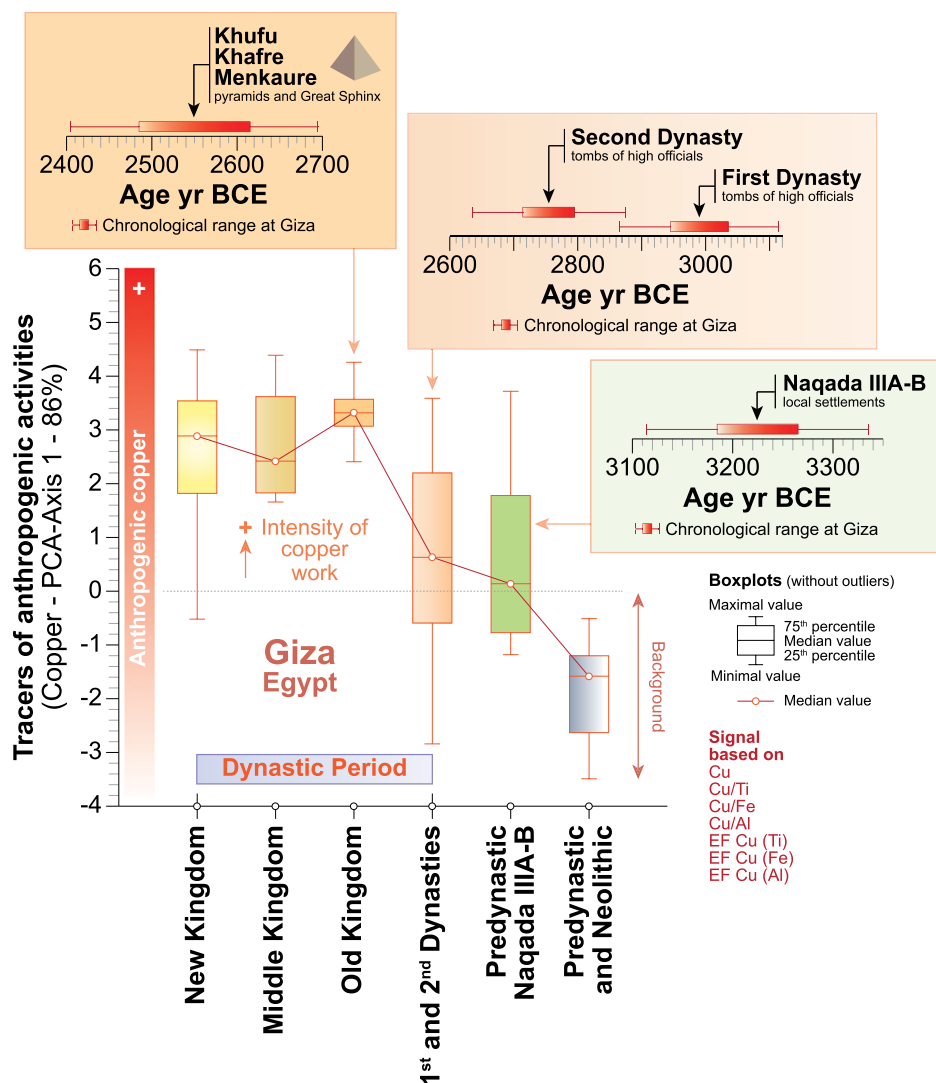 Khufu
Khafre
Menkaure
pyramids and Great Sphinx
2400 2500 2600 2700
Age yr BCE
Chronological range at Giza
Second Dynasty
tombs of high officials
First Dynasty
tombs of high officials
2600 2800 3000
Age yr BCE
Chronological range at Giza
Naqada IIIA-B
local settlements
3100 3200 3300
Age yr BCE
Chronological range at Giza
Tracers of anthropogenic activities
(Copper - PCA-Axis 1 - 86%)
6
5
4
3
2
1
0
-1
-2
-3
-4
+
Anthropogenic copper
+ Intensity of
copper
work
Giza
Egypt
Background
Dynastic Period
New Kingdom
Middle Kingdom
Old Kingdom
1st and 2nd Dynasties
Predynastic
Naqada IIIA-B
Predynastic
and Neolithic
Boxplots (without outliers)
Maximal value
75th percentile
Median value
25th percentile
Minimal value
Median value
Signal
based on
Cu
Cu/Ti
Cu/Fe
Cu/Al
EF Cu (Ti)
EF Cu (Fe)
EF Cu (Al)